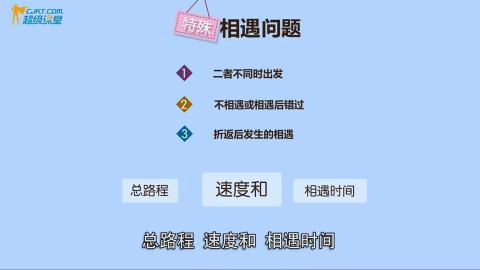 CJKT.COM
超级课堂
特殊 相遇问题
1 二者不同时出发
2 不相遇或相遇后错过
3 折返后发生的相遇
总路程 速度和 相遇时间
总路程 速度和 相遇时间